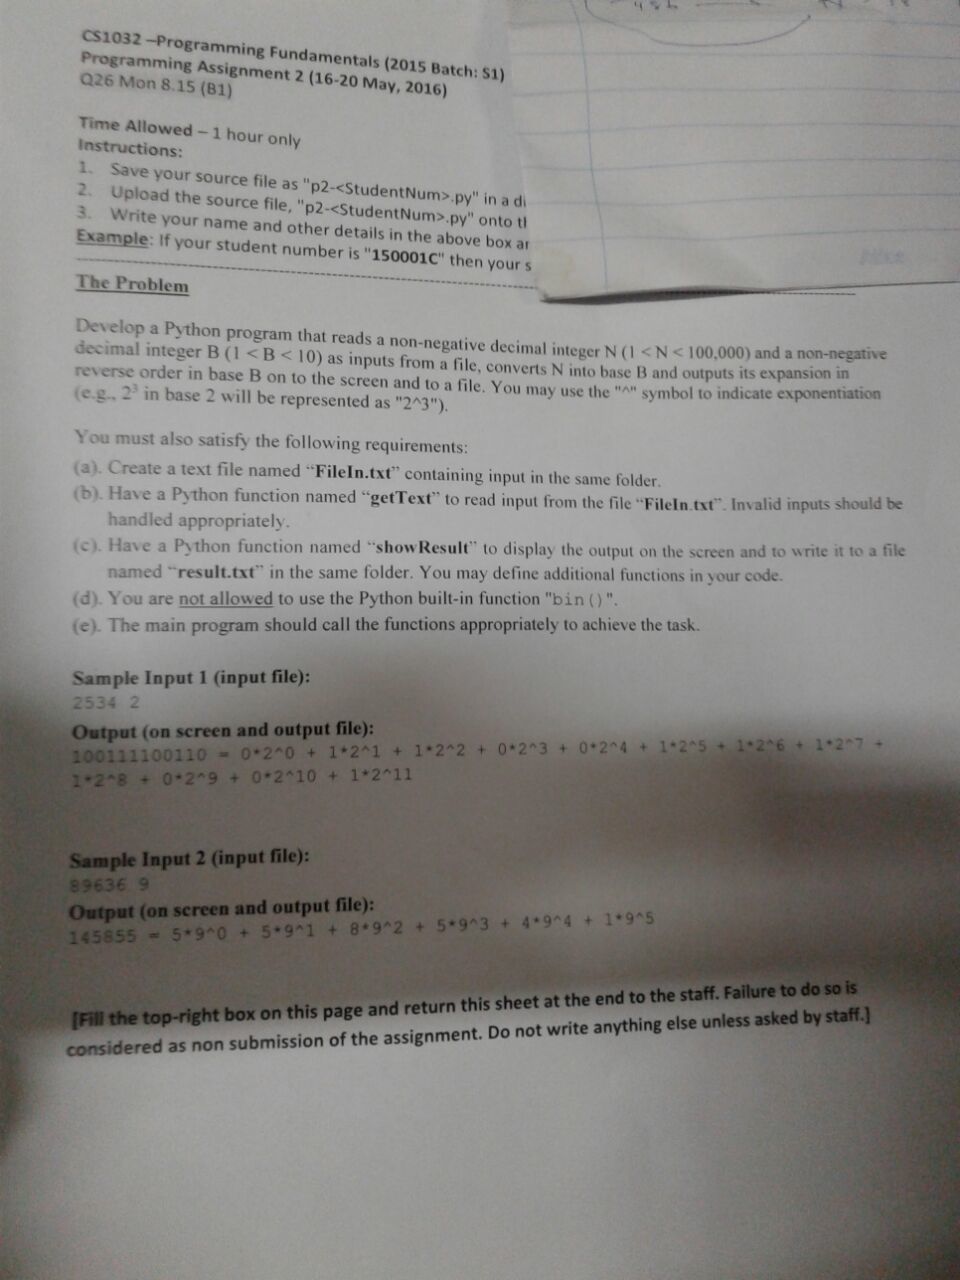 CS1032 –Programming Fundamentals (2015 Batch: S1)
Programming Assignment 2 (16-20 May, 2016)
Q26 Mon 8.15 (B1)
Time Allowed – 1 hour only
Instructions:
1. Save your source file as "p2-<StudentNum>.py" in a di
2. Upload the source file, "p2-<StudentNum>.py" onto t
3. Write your name and other details in the above box ar
Example: If your student number is "150001C" then your s
The Problem
Develop a Python program that reads a non-negative decimal integer N (1 < N < 100,000) and a non-negative
decimal integer B (1 < B < 10) as inputs from a file, converts N into base B and outputs its expansion in
reverse order in base B on to the screen and to a file. You may use the "^" symbol to indicate exponentiation
(e.g., 2³ in base 2 will be represented as "2^3").
You must also satisfy the following requirements:
(a). Create a text file named “FileIn.txt” containing input in the same folder.
(b). Have a Python function named “getText” to read input from the file “FileIn.txt”. Invalid inputs should be
handled appropriately.
(c). Have a Python function named “showResult” to display the output on the screen and to write it to a file
named “result.txt” in the same folder. You may define additional functions in your code.
(d). You are not allowed to use the Python built-in function "bin()".
(e). The main program should call the functions appropriately to achieve the task.
Sample Input 1 (input file):
2534 2
Output (on screen and output file):
100111100110 = 0*2^0 + 1*2^1 + 1*2^2 + 0*2^3 + 0*2^4 + 1*2^5 + 1*2^6 + 1*2^7 +
1*2^8 + 0*2^9 + 0*2^10 + 1*2^11
Sample Input 2 (input file):
89636 9
Output (on screen and output file):
145855 = 5*9^0 + 5*9^1 + 8*9^2 + 5*9^3 + 4*9^4 + 1*9^5
[Fill the top-right box on this page and return this sheet at the end to the staff. Failure to do so is
considered as non submission of the assignment. Do not write anything else unless asked by staff.]